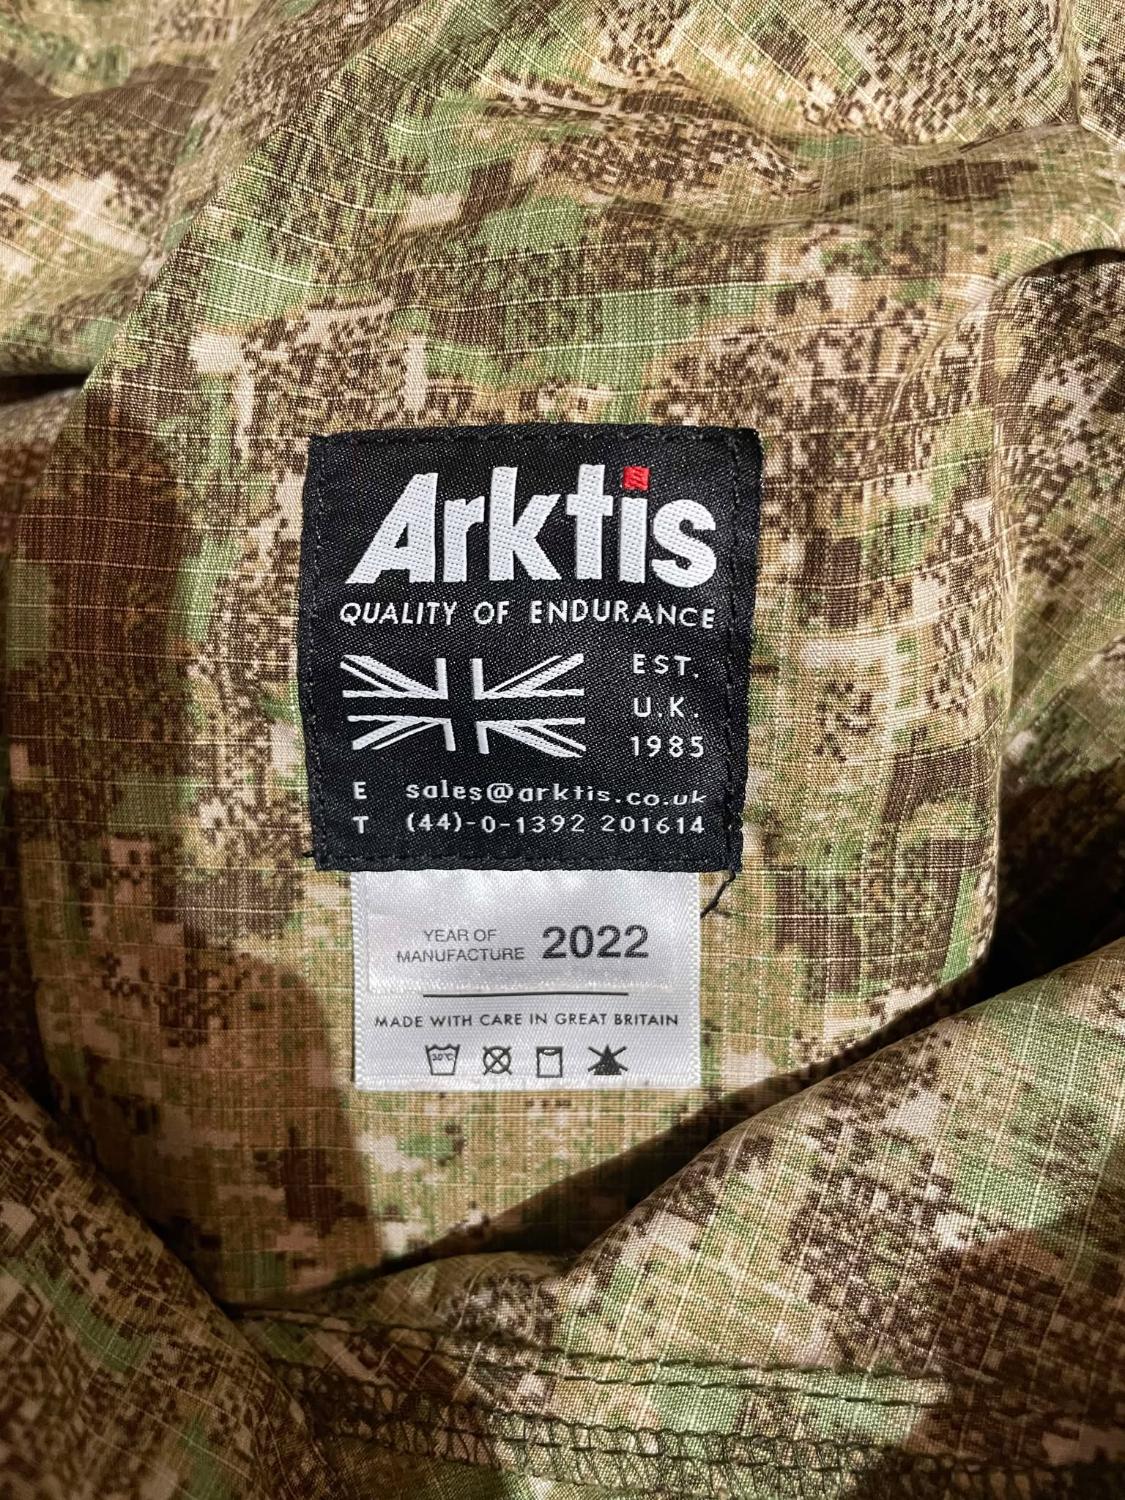 Arktis
QUALITY OF ENDURANCE
EST.
U.K.
1985
E sales@arktis.co.uk
T (44)-0-1392 201614
YEAR OF
MANUFACTURE 2022
MADE WITH CARE IN GREAT BRITAIN
30°C